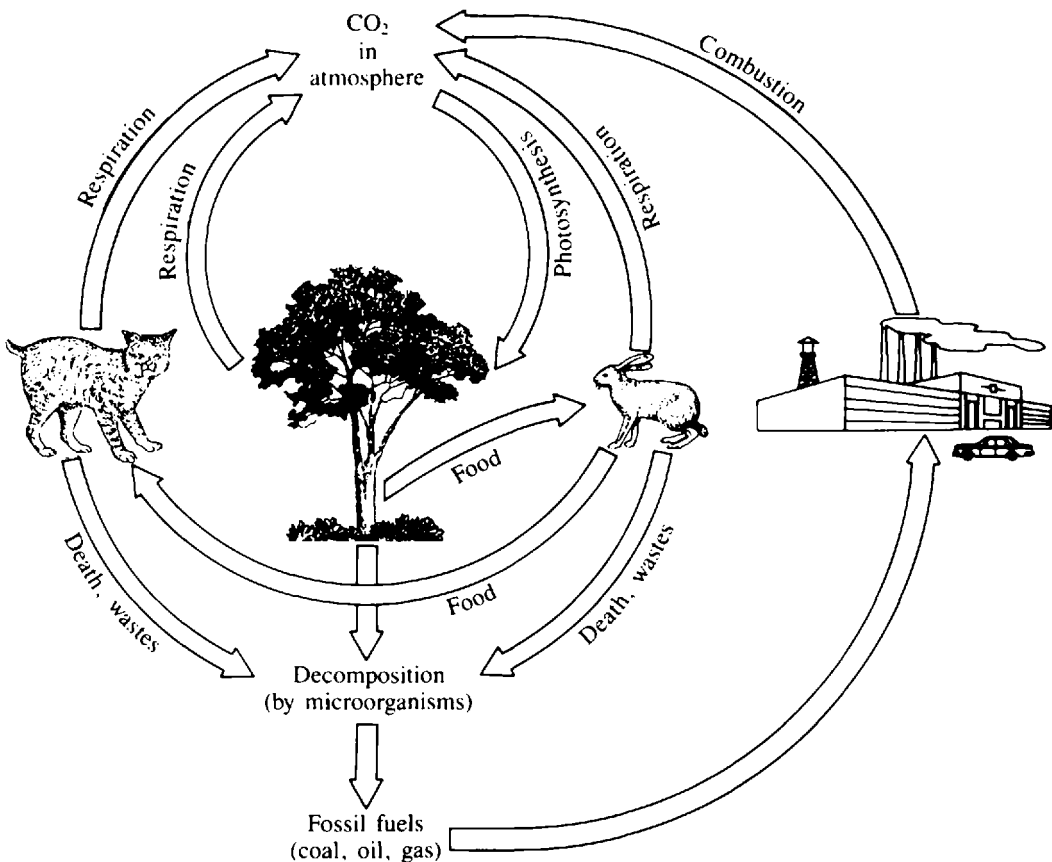 CO₂
in
atmosphere
Combustion
Respiration
Respiration
Photosynthesis
Respiration
Food
Food
Death, wastes
Death, wastes
Decomposition
(by microorganisms)
Fossil fuels
(coal, oil, gas)